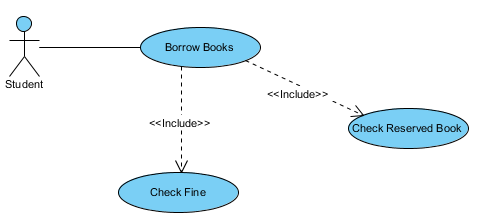 Borrow Books
Student
<<Include>>
<<Include>>
Check Reserved Book
Check Fine